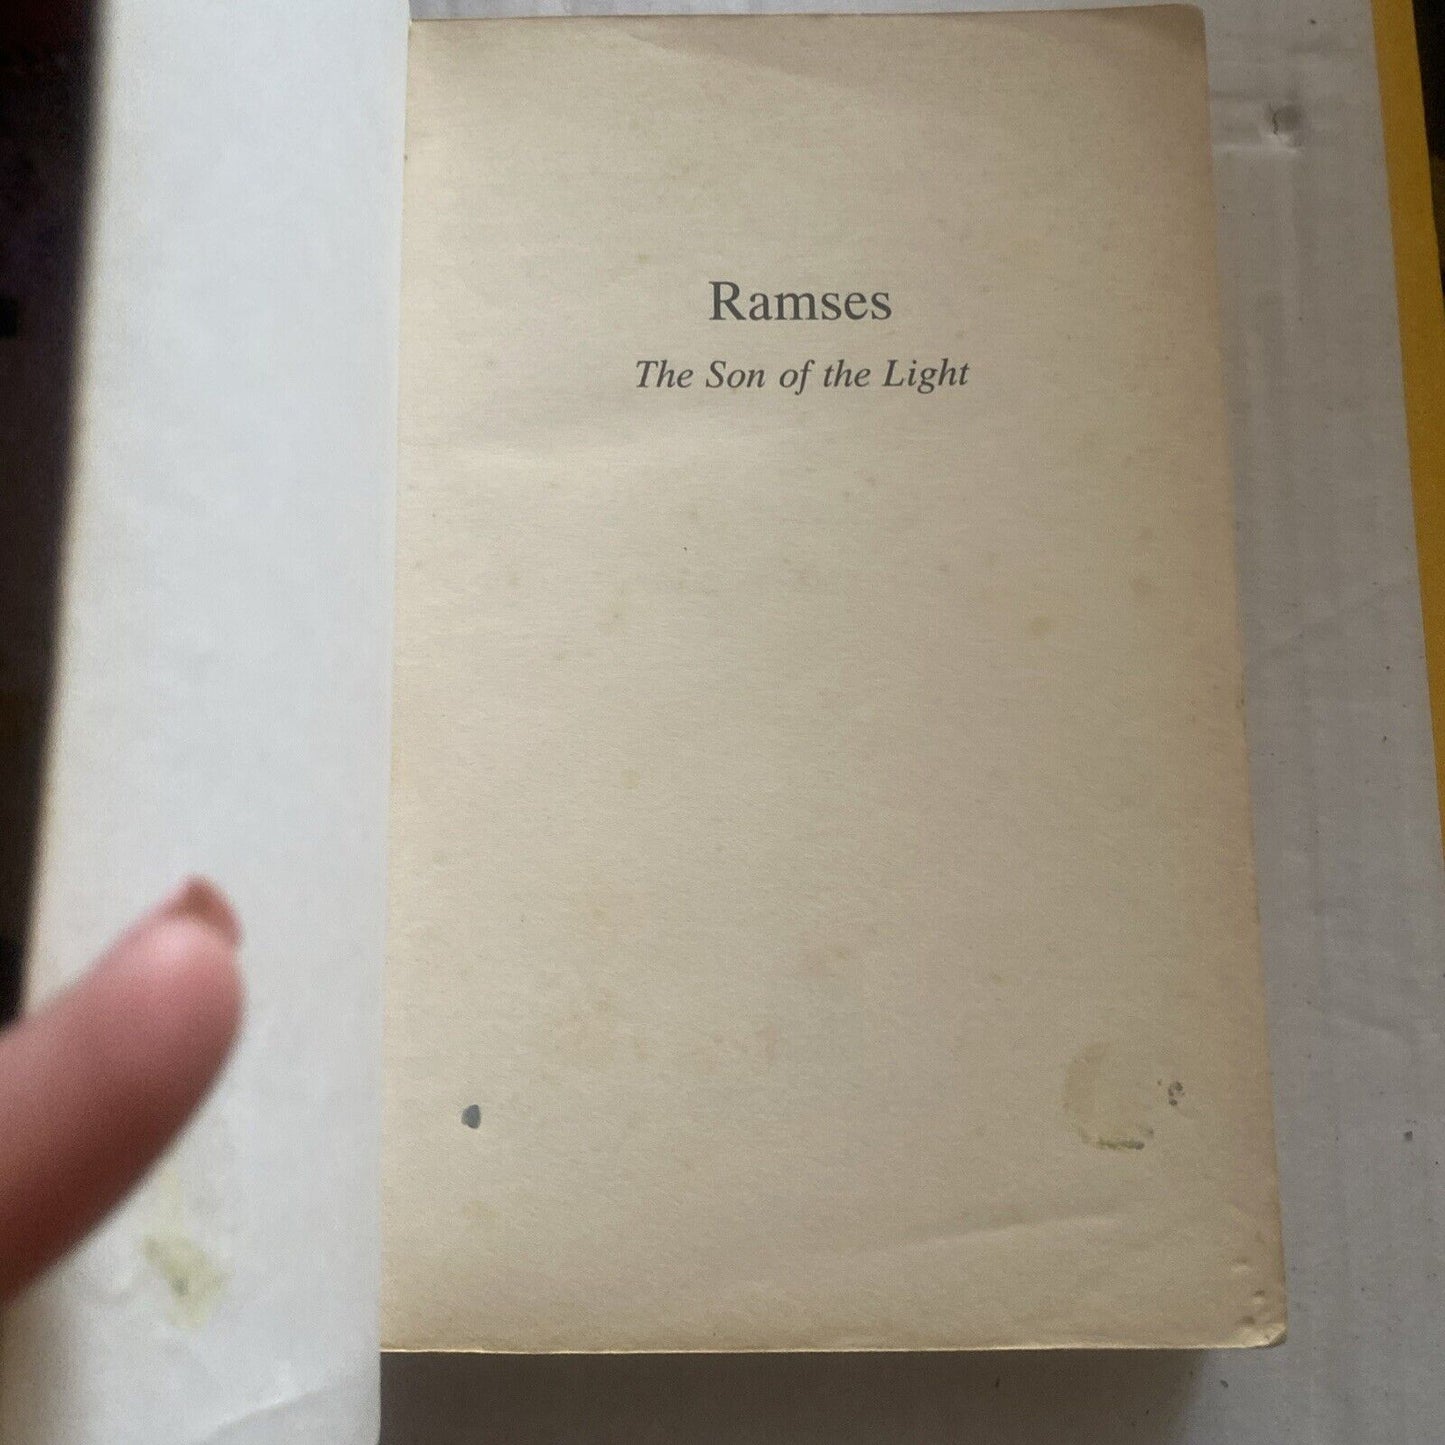 Ramses
The Son of the Light